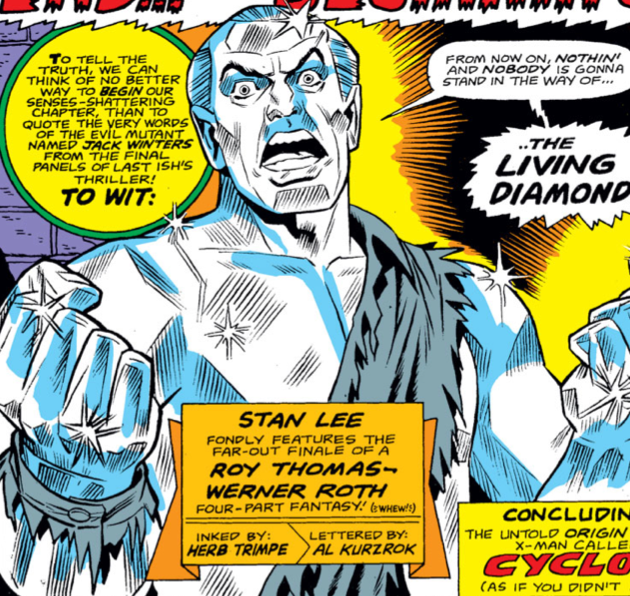 TO TELL THE
TRUTH, WE CAN
THINK OF NO BETTER
WAY TO BEGIN OUR
SENSES-SHATTERING
CHAPTER, THAN TO
QUOTE THE VERY WORDS
OF THE EVIL MUTANT
NAMED JACK WINTERS
FROM THE FINAL
PANELS OF LAST ISH'S
THRILLER!
TO WIT:
FROM NOW ON, NOTHIN'
AND NOBODY IS GONNA
STAND IN THE WAY OF...
..THE
LIVING
DIAMOND
STAN LEE
FONDLY FEATURES THE
FAR-OUT FINALE OF A
ROY THOMAS-
WERNER ROTH
FOUR-PART FANTASY! (WHEW!)
INKED BY:
HERB TRIMPE
LETTERED BY:
AL KURZROK
CONCLUDIN
THE UNTOLD ORIGIN
X-MAN CALLE
CYCLO
(AS IF YOU DIDN'T